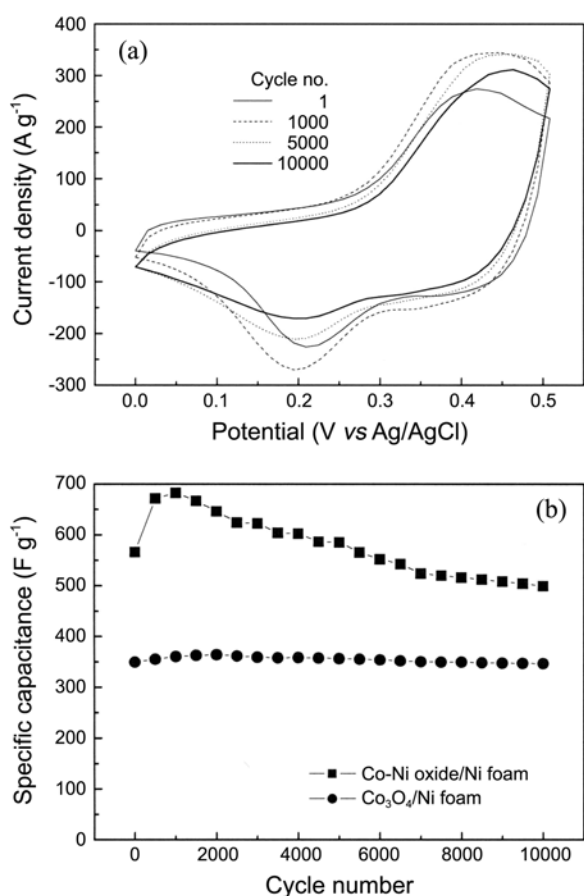 (a)
Cycle no.
1
1000
5000
10000
400
300
200
100
0
-100
-200
-300
Current density (A g⁻¹)
0.0 0.1 0.2 0.3 0.4 0.5
Potential (V vs Ag/AgCl)
(b)
700
600
500
400
300
200
100
0
Specific capacitance (F g⁻¹)
Co-Ni oxide/Ni foam
Co₃O₄/Ni foam
0 2000 4000 6000 8000 10000
Cycle number